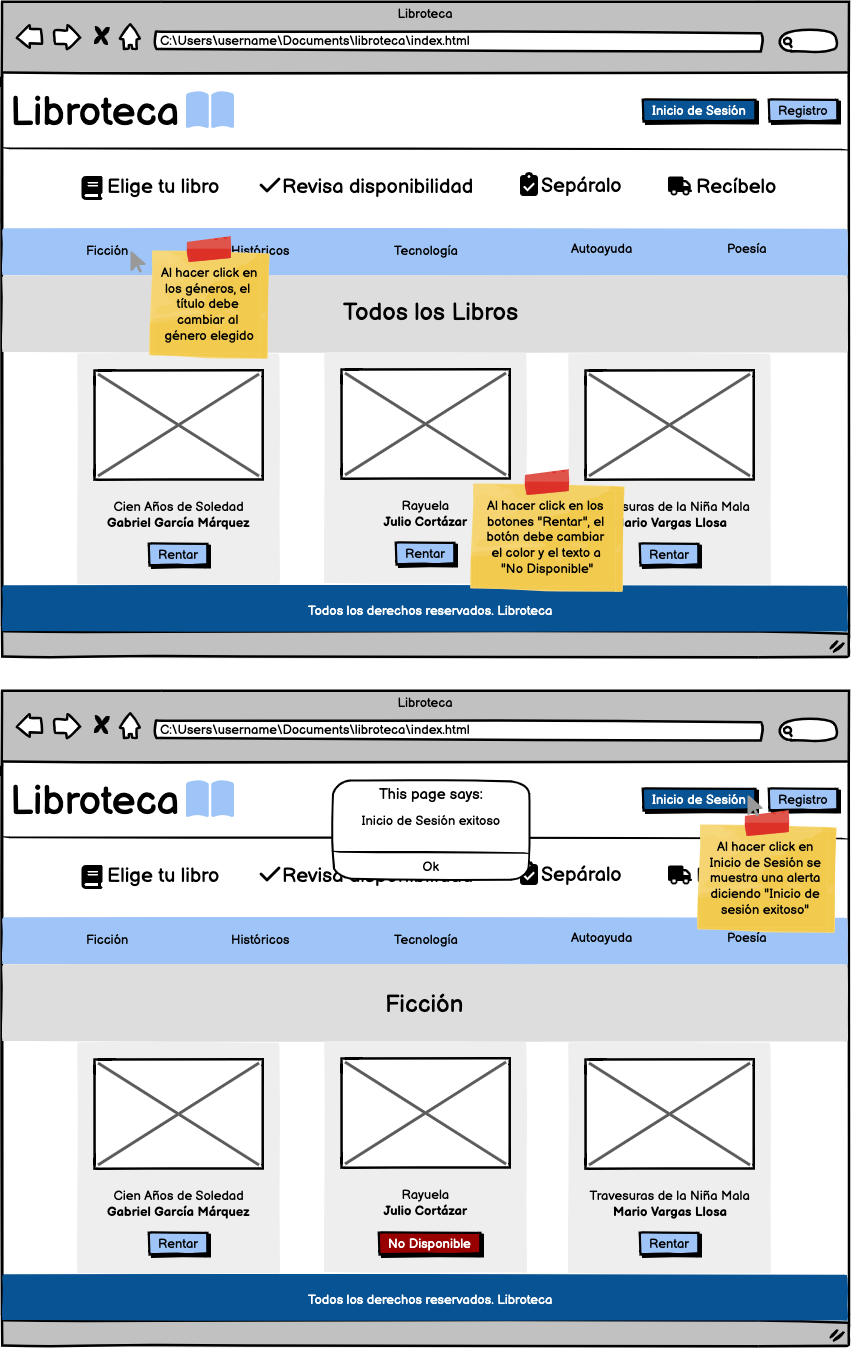 Libroteca
C:\Users\username\Documents\libroteca\index.html
Libroteca
Inicio de Sesión
Registro
Elige tu libro
Revisa disponibilidad
Sepáralo
Recíbelo
Ficción
Históricos
Tecnología
Autoayuda
Poesía
Al hacer click en
los géneros, el
título debe
cambiar al
género elegido
Todos los Libros
Cien Años de Soledad
Gabriel García Márquez
Rentar
Rayuela
Julio Cortázar
Rentar
Al hacer click en los
botones "Rentar", el
botón debe cambiar
el color y el texto a
"No Disponible"
suras de la Niña Mala
ario Vargas Llosa
Rentar
Todos los derechos reservados. Libroteca
Libroteca
C:\Users\username\Documents\libroteca\index.html
Libroteca
This page says:
Inicio de Sesión exitoso
Ok
Inicio de Sesión
Registro
Al hacer click en
Inicio de Sesión se
muestra una alerta
diciendo "Inicio de
sesión exitoso"
Elige tu libro
Revisa
Sepáralo
Ficción
Históricos
Tecnología
Autoayuda
Poesía
Ficción
Cien Años de Soledad
Gabriel García Márquez
Rentar
Rayuela
Julio Cortázar
No Disponible
Travesuras de la Niña Mala
Mario Vargas Llosa
Rentar
Todos los derechos reservados. Libroteca